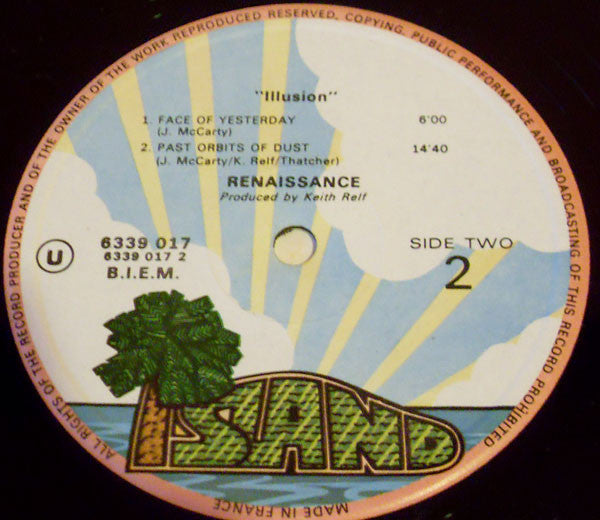 ALL RIGHTS OF THE RECORD PRODUCER AND OF THE OWNER OF THE WORK REPRODUCED RESERVED. COPYING, PUBLIC PERFORMANCE AND BROADCASTING OF THIS RECORD PROHIBITED
"Illusion"
1. FACE OF YESTERDAY 6'00
(J. McCarty)
2. PAST ORBITS OF DUST 14'40
(J. McCarty/K. Relf/Thatcher)
RENAISSANCE
Produced by Keith Relf
U
6339 017
6339 017 2
B.I.E.M.
SIDE TWO
2
ISLAND
MADE IN FRANCE